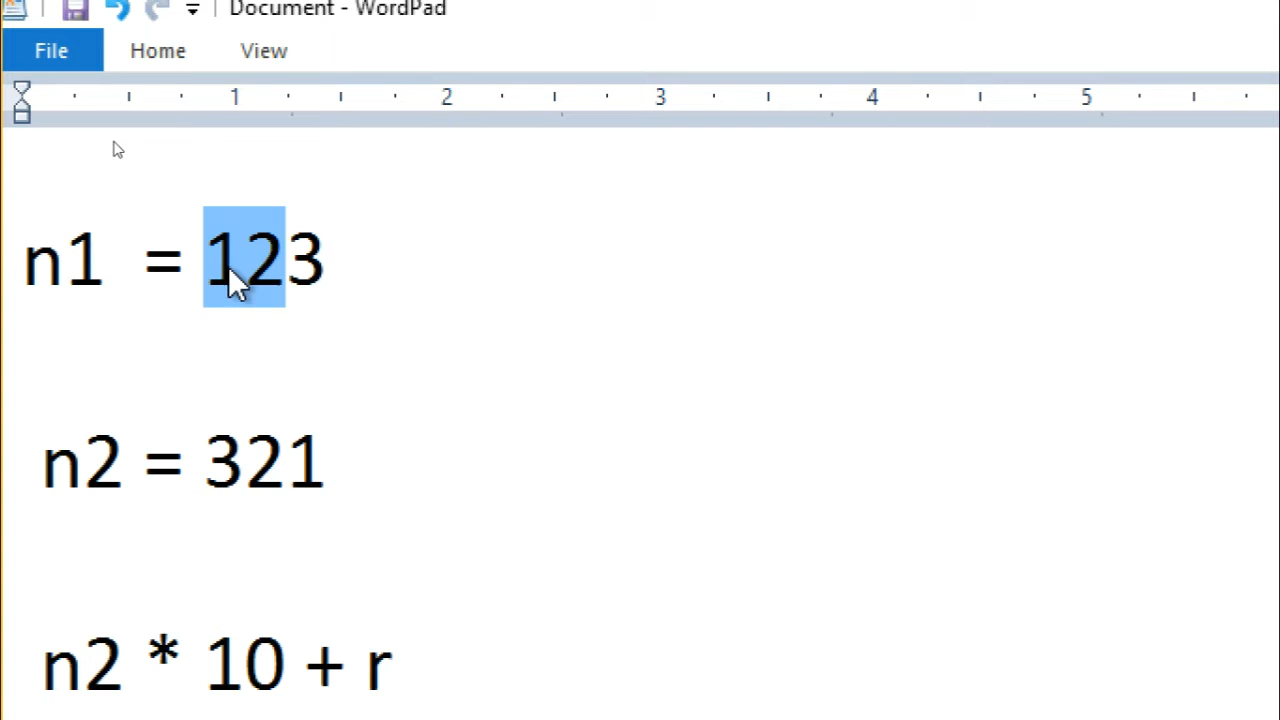 Document - WordPad
File Home View
1 2 3 4 5
n1 = 123
n2 = 321
n2 * 10 + r